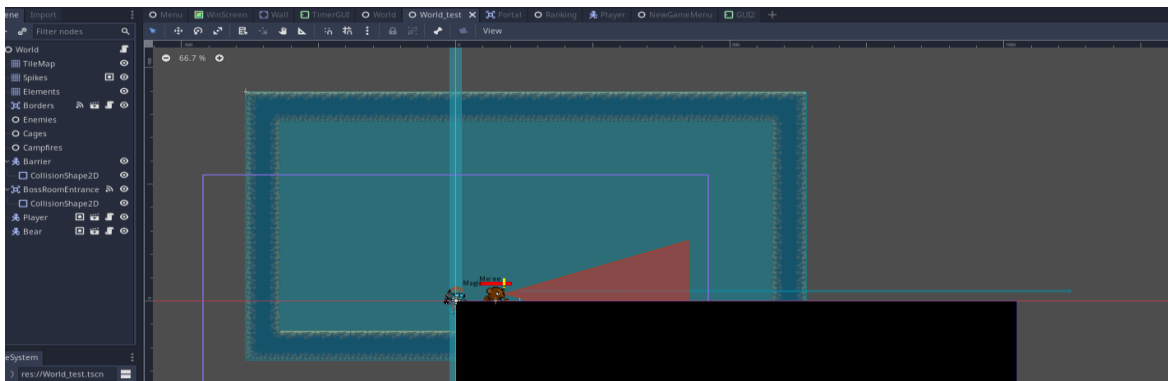 ene Import
Menu WinScreen Wall TimerGUI World World_test Portal Ranking Player NewGameMenu GUI2
Filter nodes
View
World
TileMap
Spikes
Elements
Borders
Enemies
Cages
Campfires
Barrier
CollisionShape2D
BossRoomEntrance
CollisionShape2D
Player
Bear
66.7 %
Melee
Magi
eSystem
res://World_test.tscn